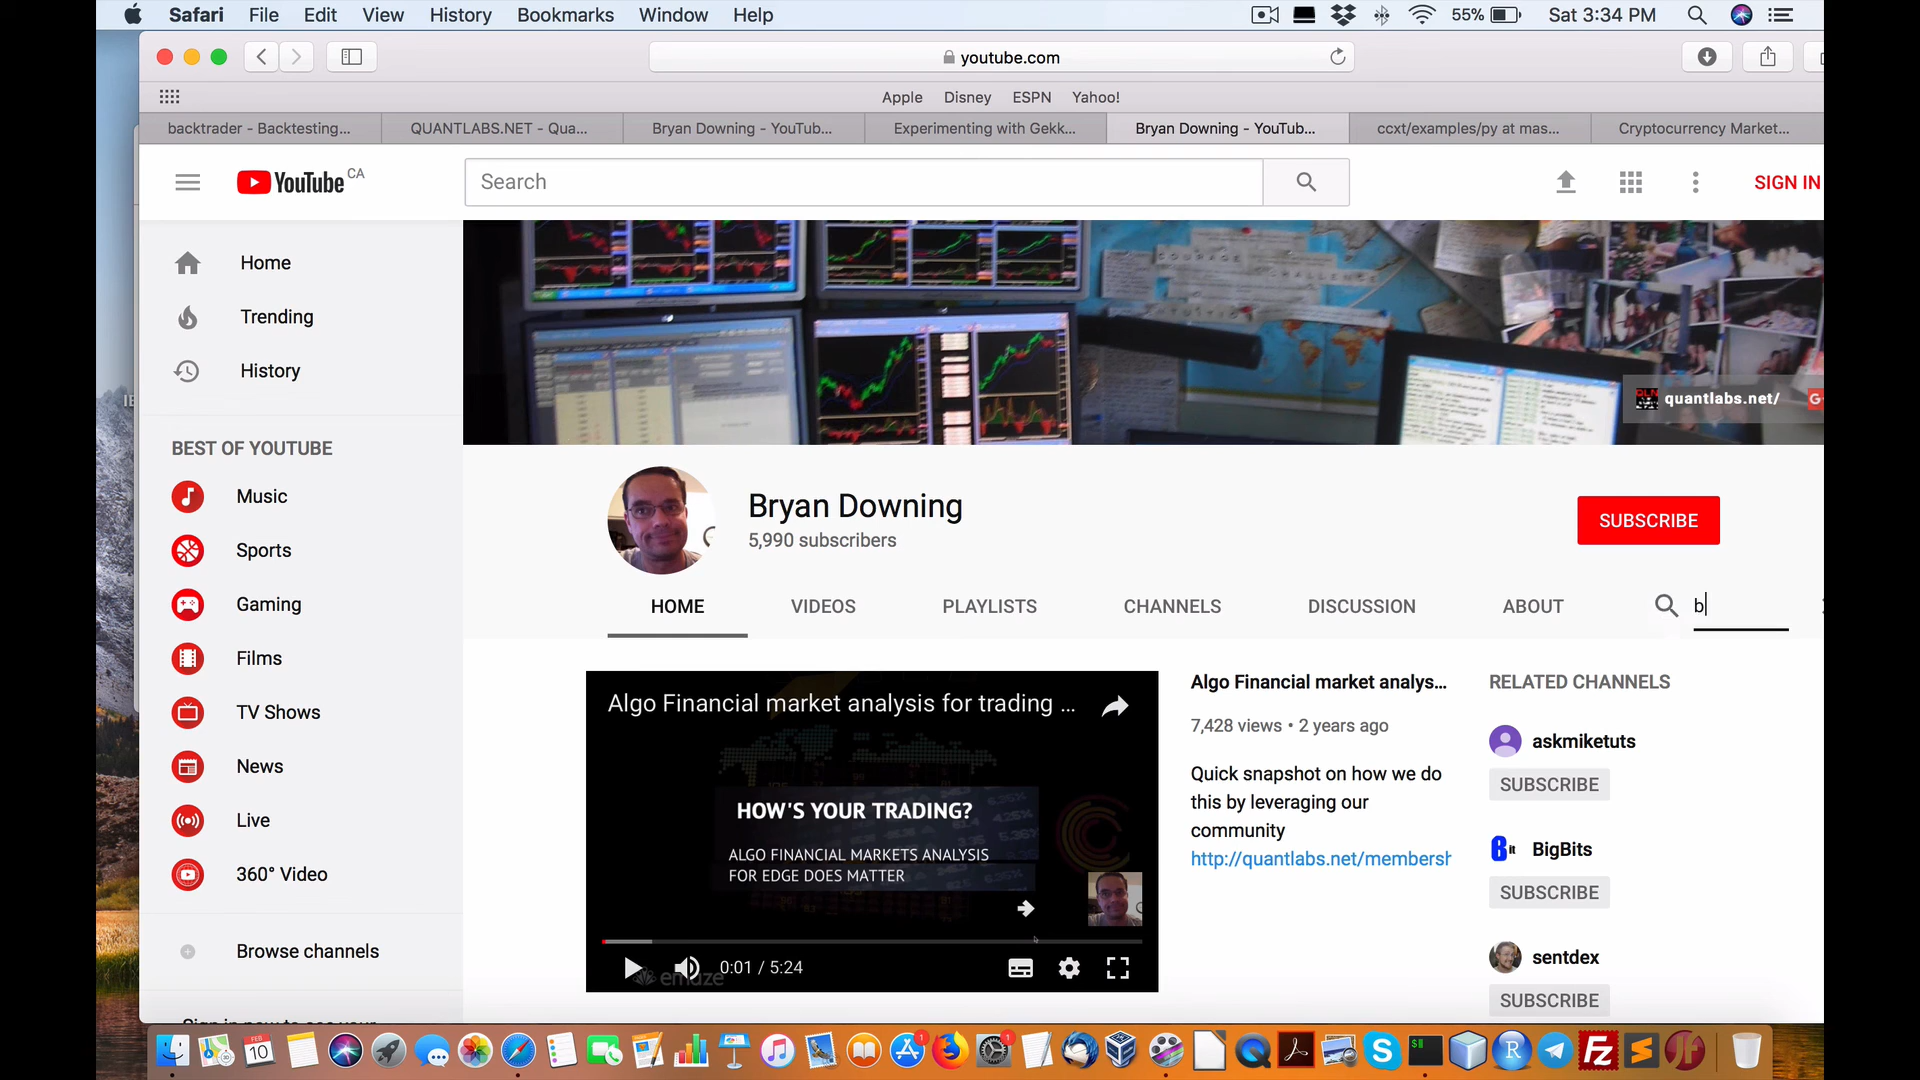 Safari File Edit View History Bookmarks Window Help 55% Sat 3:34 PM
youtube.com
Apple Disney ESPN Yahoo!
backtrader - Backtesting... QUANTLABS.NET - Qua... Bryan Downing - YouTub... Experimenting with Gekk... Bryan Downing - YouTub... ccxt/examples/py at mas... Cryptocurrency Market...
YouTube CA Search SIGN IN
Home
Trending
History
quantlabs.net/
BEST OF YOUTUBE
Music
Sports
Gaming
Films
TV Shows
News
Live
360° Video
Browse channels
Bryan Downing
5,990 subscribers
SUBSCRIBE
HOME VIDEOS PLAYLISTS CHANNELS DISCUSSION ABOUT b
Algo Financial market analysis for trading ...
HOW'S YOUR TRADING?
ALGO FINANCIAL MARKETS ANALYSIS
FOR EDGE DOES MATTER
0:01 / 5:24
emaze
Algo Financial market analys...
7,428 views • 2 years ago
Quick snapshot on how we do
this by leveraging our
community
http://quantlabs.net/membersh
RELATED CHANNELS
askmiketuts
SUBSCRIBE
BigBits
SUBSCRIBE
sentdex
SUBSCRIBE
FEB
10